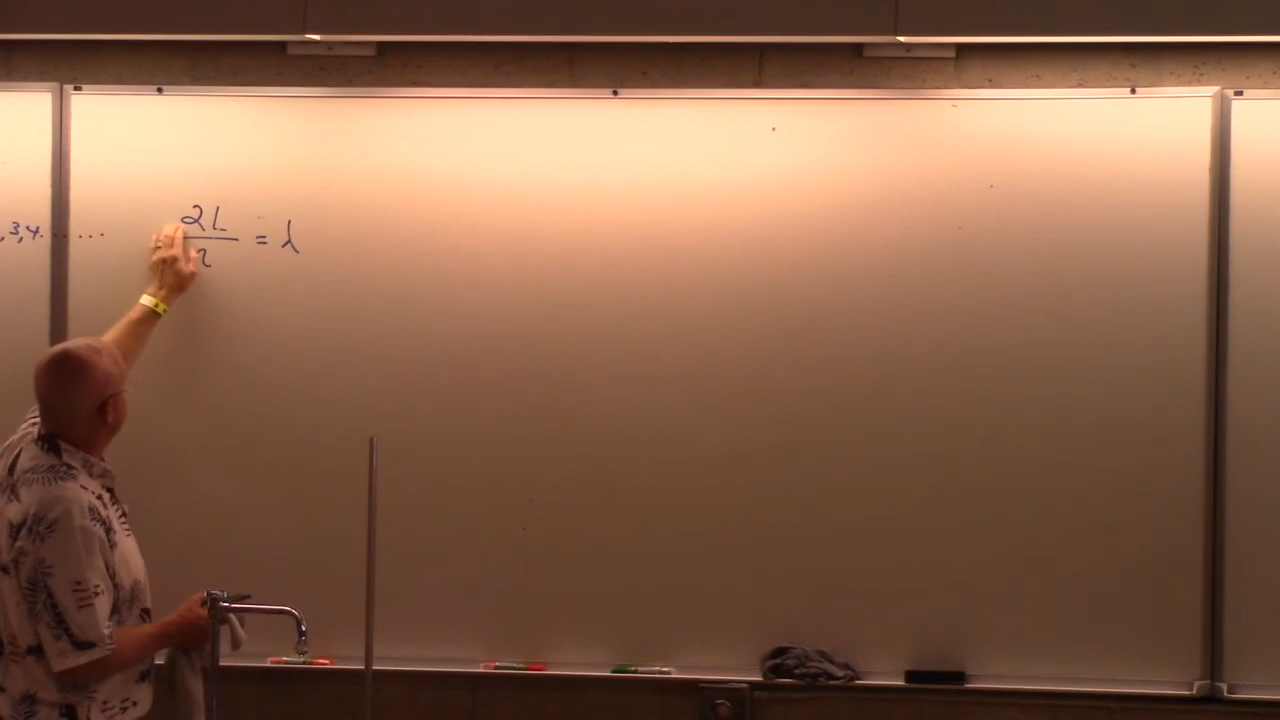 ,3,4.......
2L
n = λ